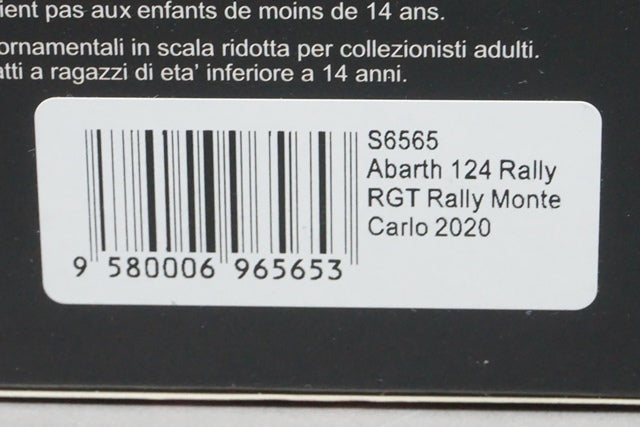 ient pas aux enfants de moins de 14 ans.
ornamentali in scala ridotta per collezionisti adulti.
atti a ragazzi di eta' inferiore a 14 anni.
S6565
Abarth 124 Rally
RGT Rally Monte
Carlo 2020
9 580006 965653